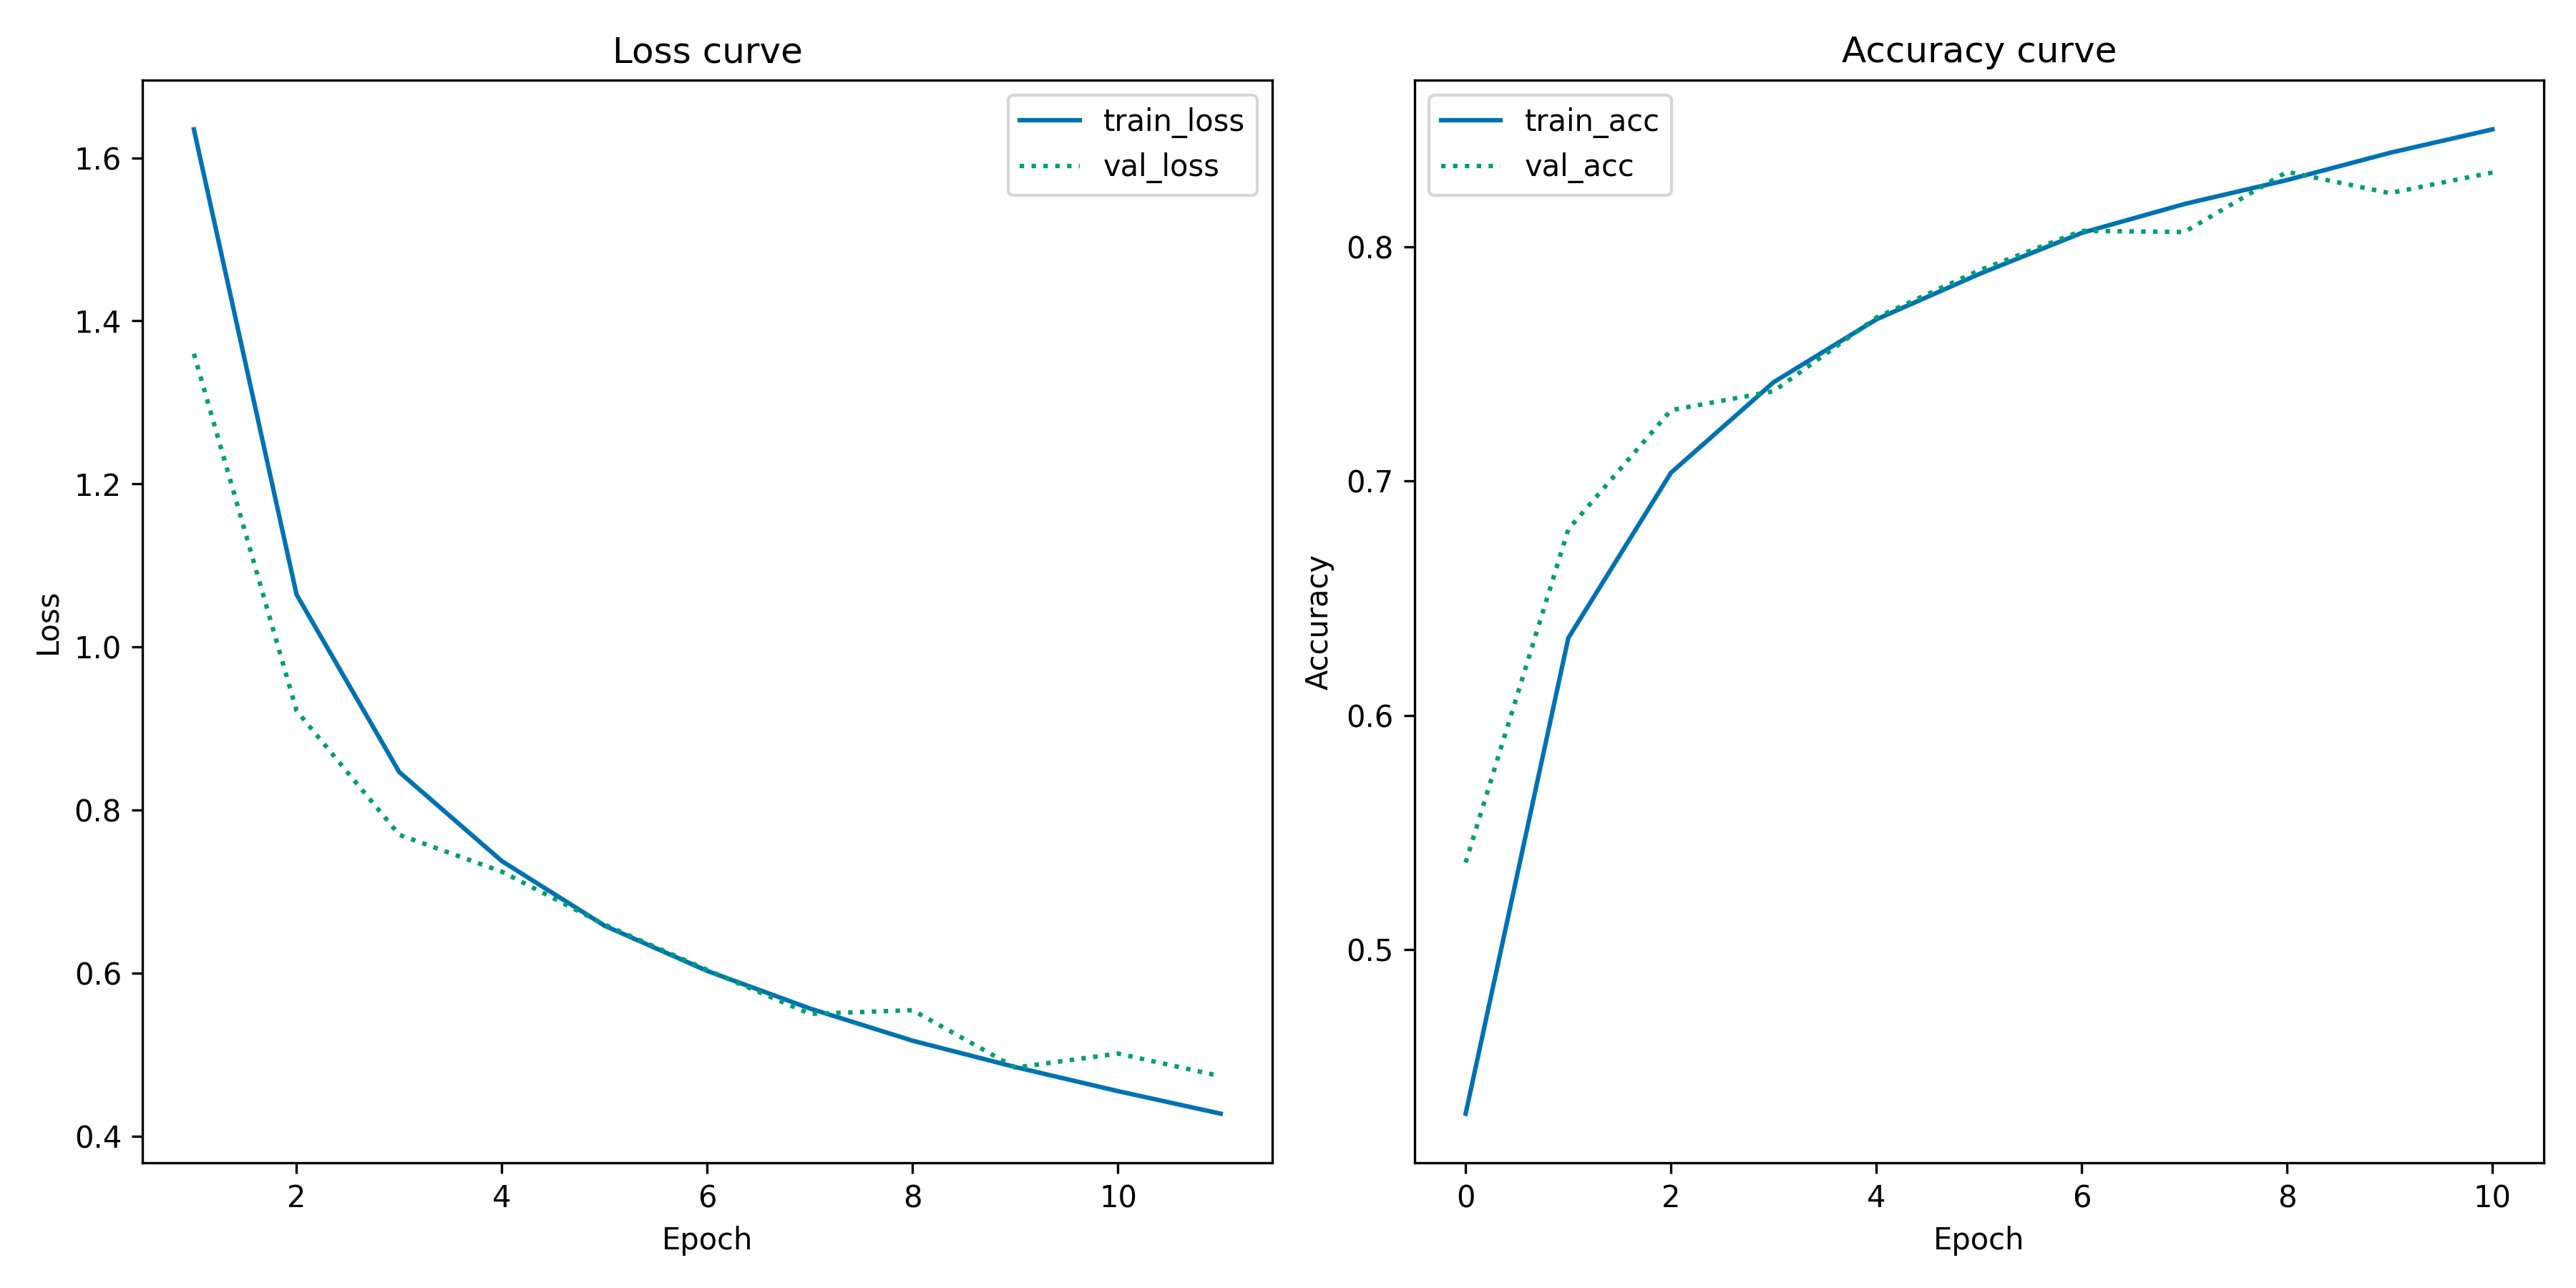 Loss curve
train_loss
val_loss
1.6
1.4
1.2
1.0
0.8
0.6
0.4
Loss
2 4 6 8 10
Epoch
Accuracy curve
train_acc
val_acc
0.8
0.7
0.6
0.5
Accuracy
0 2 4 6 8 10
Epoch